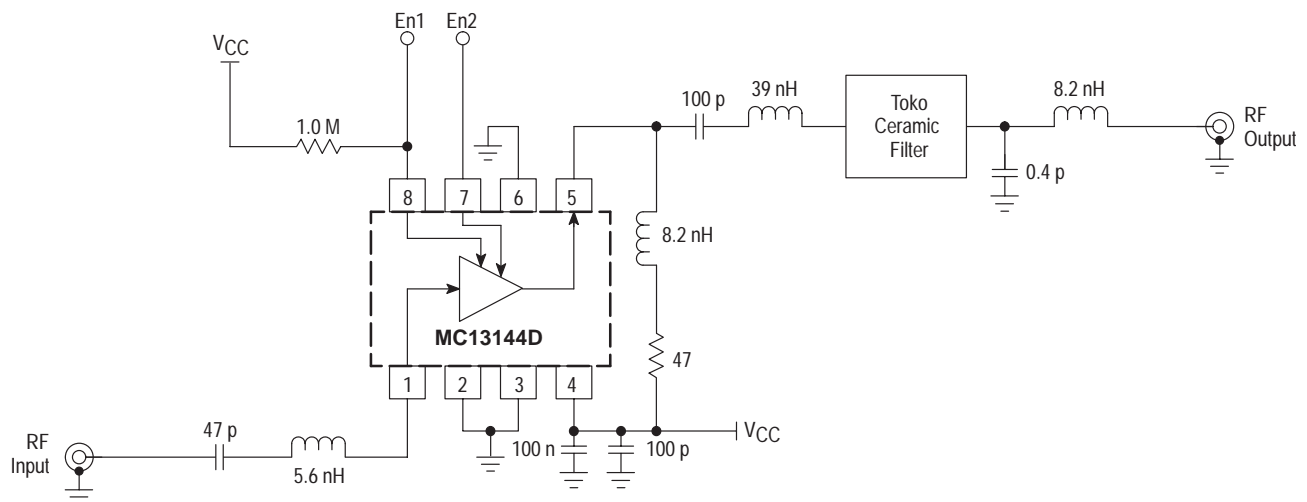 En1
En2
VCC
1.0 M
100 p
39 nH
Toko
Ceramic
Filter
8.2 nH
RF
Output
0.4 p
8
7
6
5
8.2 nH
MC13144D
47
1
2
3
4
RF
Input
47 p
5.6 nH
100 n
100 p
VCC